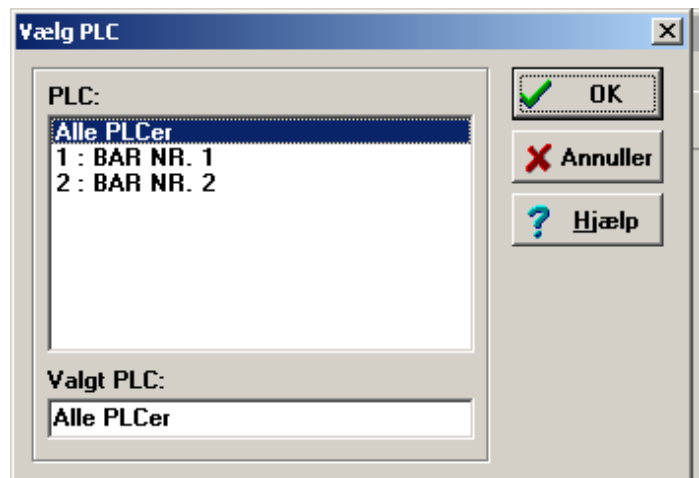 Vælg PLC
PLC:
Alle PLCer
1 : BAR NR. 1
2 : BAR NR. 2
Valgt PLC:
Alle PLCer
OK
Annuller
Hjælp